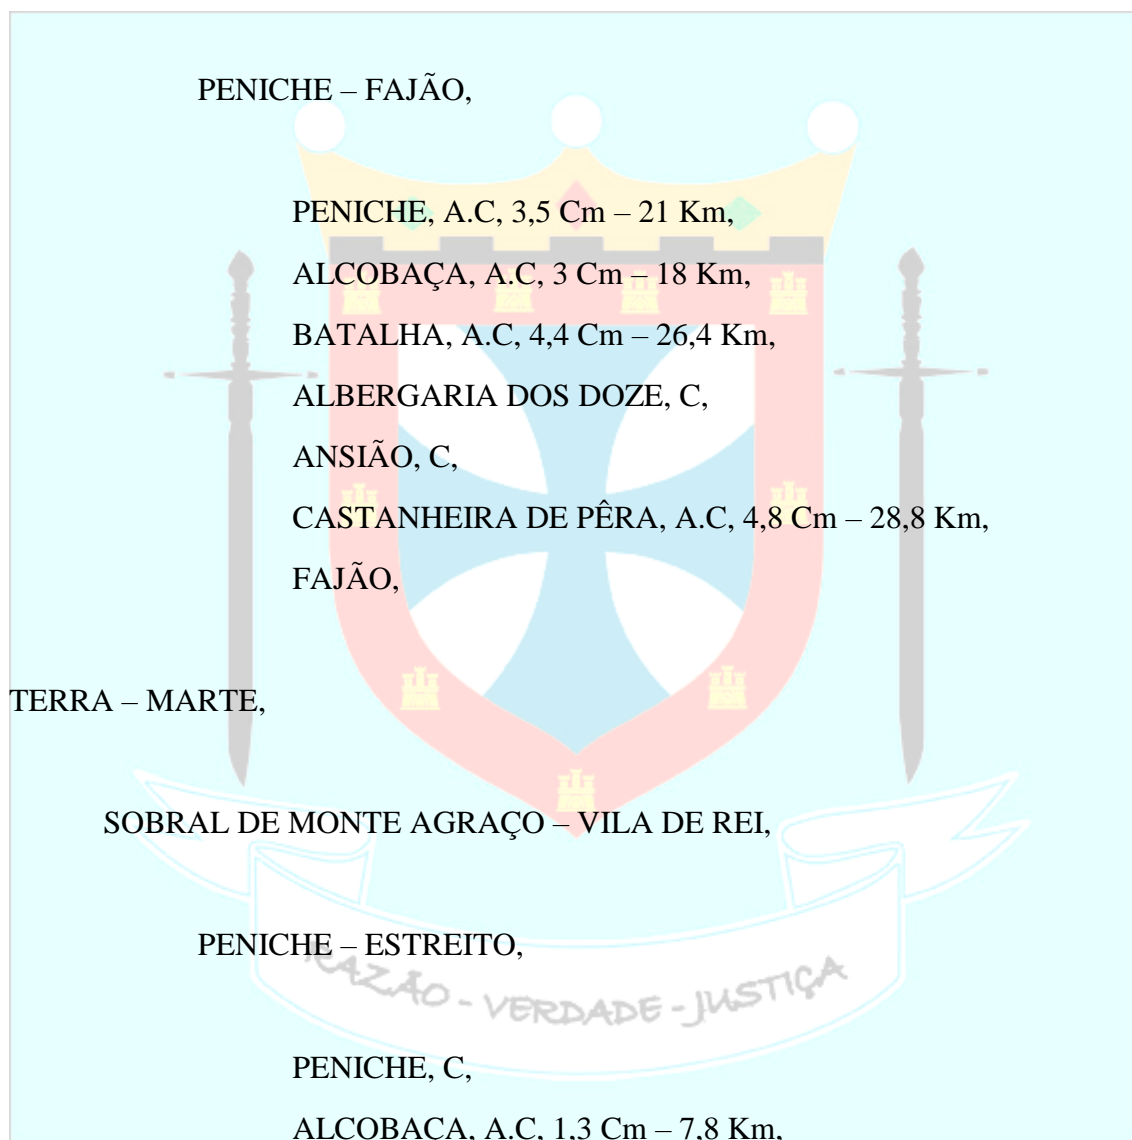 PENICHE – FAJÃO,
PENICHE, A.C, 3,5 Cm – 21 Km,
ALCOBAÇA, A.C, 3 Cm – 18 Km,
BATALHA, A.C, 4,4 Cm – 26,4 Km,
ALBERGARIA DOS DOZE, C,
ANSIÃO, C,
CASTANHEIRA DE PÊRA, A.C, 4,8 Cm – 28,8 Km,
FAJÃO,
TERRA – MARTE,
SOBRAL DE MONTE AGRAÇO – VILA DE REI,
PENICHE – ESTREITO,
RAZÃO - VERDADE - JUSTIÇA
PENICHE, C,
ALCOBAÇA, A.C, 1,3 Cm – 7,8 Km,